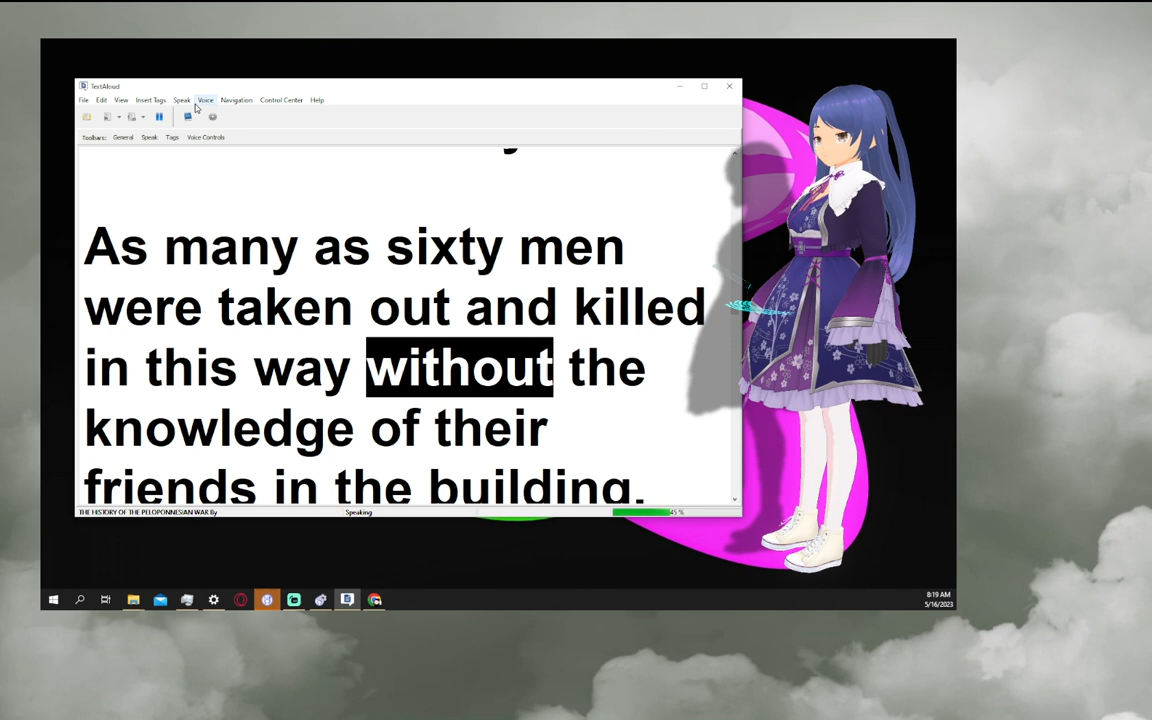 TextAloud
File Edit View Insert Tags Speak Voice Navigation Control Center Help
Toolbars: General Speak Tags Voice Controls
As many as sixty men
were taken out and killed
in this way without the
knowledge of their
friends in the building.
THE HISTORY OF THE PELOPONNESIAN WAR By Speaking 45 %
8:19 AM
5/16/2023